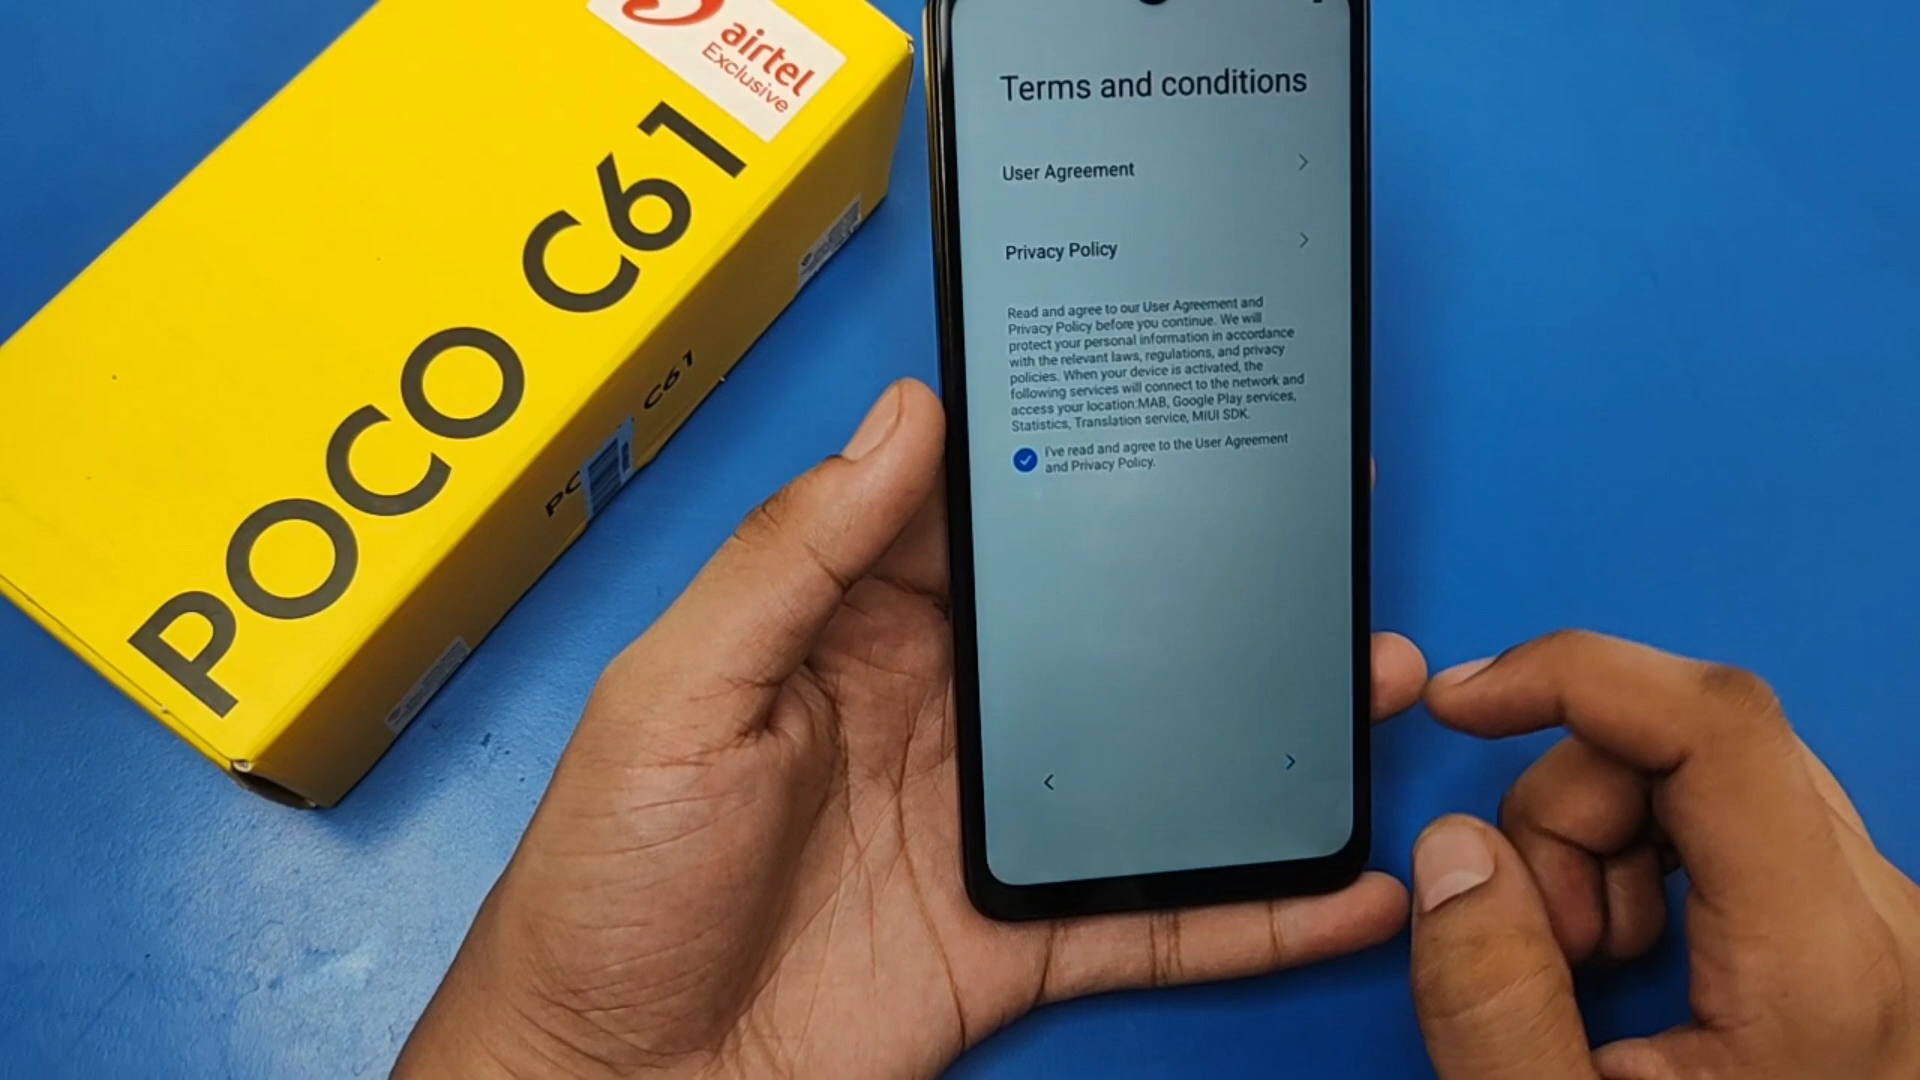 airtel
Exclusive
POCO C61
C61
PC
Terms and conditions
User Agreement
Privacy Policy
Read and agree to our User Agreement and
Privacy Policy before you continue. We will
protect your personal information in accordance
with the relevant laws, regulations, and privacy
policies. When your device is activated, the
following services will connect to the network and
access your location:MAB, Google Play services,
Statistics, Translation service, MIUI SDK.
I've read and agree to the User Agreement
and Privacy Policy.